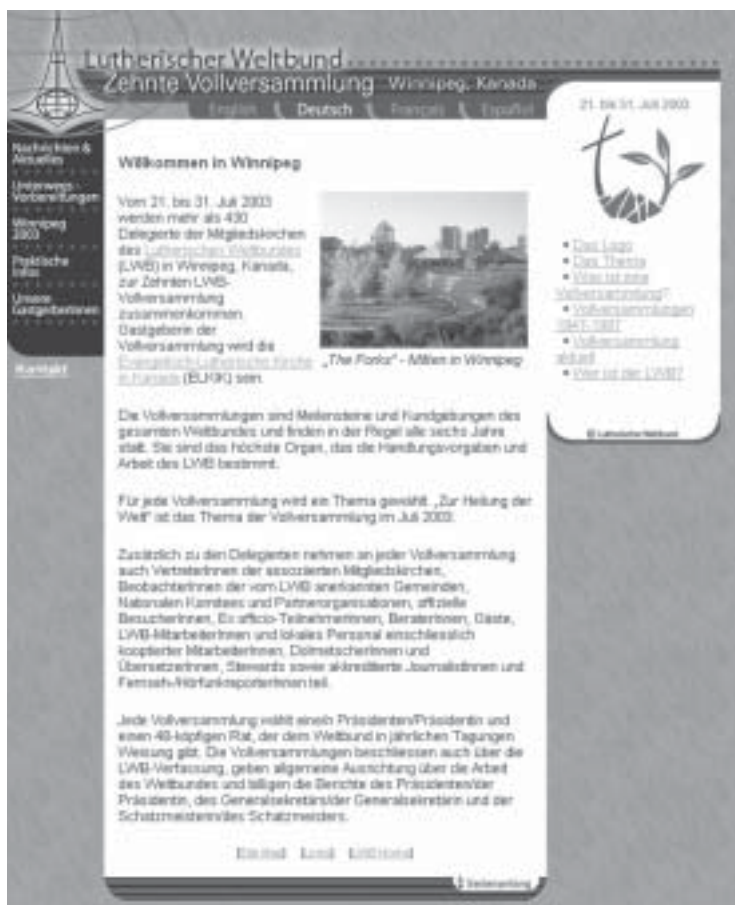 Lutherischer Weltbund
Zehnte Vollversammlung Winnipeg, Kanada
English Deutsch Français Español
Nachrichten &
Aktuelles
Unterwegs -
Vorbereitungen
Winnipeg
2003
Praktische
Infos
Unsere
GastgeberInnen
Kontakt
Willkommen in Winnipeg
Vom 21. bis 31. Juli 2003
werden mehr als 430
Delegierte der Mitgliedskirchen
des Lutherischen Weltbundes
(LWB) in Winnipeg, Kanada,
zur Zehnten LWB-
Vollversammlung
zusammenkommen.
Gastgeberin der
Vollversammlung wird die
Evangelisch-Lutherische Kirche
in Kanada (ELKIK) sein.
„The Forks" - Mitten in Winnipeg
Die Vollversammlungen sind Meilensteine und Kundgebungen des
gesamten Weltbundes und finden in der Regel alle sechs Jahre
statt. Sie sind das höchste Organ, das die Handlungsvorgaben und
Arbeit des LWB bestimmt.
Für jede Vollversammlung wird ein Thema gewählt. „Zur Heilung der
Welt" ist das Thema der Vollversammlung im Juli 2003.
Zusätzlich zu den Delegierten nehmen an jeder Vollversammlung
auch VertreterInnen der assoziierten Mitgliedskirchen,
BeobachterInnen der vom LWB anerkannten Gemeinden,
Nationalen Komitees und Partnerorganisationen, offizielle
BesucherInnen, Ex officio-TeilnehmerInnen, BeraterInnen, Gäste,
LWB-MitarbeiterInnen und lokales Personal einschliesslich
kooptierter MitarbeiterInnen, DolmetscherInnen und
ÜbersetzerInnen, Stewards sowie akkreditierte JournalistInnen und
Fernseh-/HörfunkreporterInnen teil.
Jede Vollversammlung wählt eine/n Präsidenten/Präsidentin und
einen 48-köpfigen Rat, der dem Weltbund in jährlichen Tagungen
Weisung gibt. Die Vollversammlungen beschliessen auch über die
LWB-Verfassung, geben allgemeine Ausrichtung über die Arbeit
des Weltbundes und billigen die Berichte des Präsidenten/der
Präsidentin, des Generalsekretärs/der Generalsekretärin und der
Schatzmeisterin/des Schatzmeisters.
Seitenanfang
21. bis 31. Juli 2003
Das Logo
Das Thema
Was ist eine
Vollversammlung?
Vollversammlungen
1947-1997
Vollversammlung
aktuell
Wer ist der LWB?
© Lutherischer Weltbund